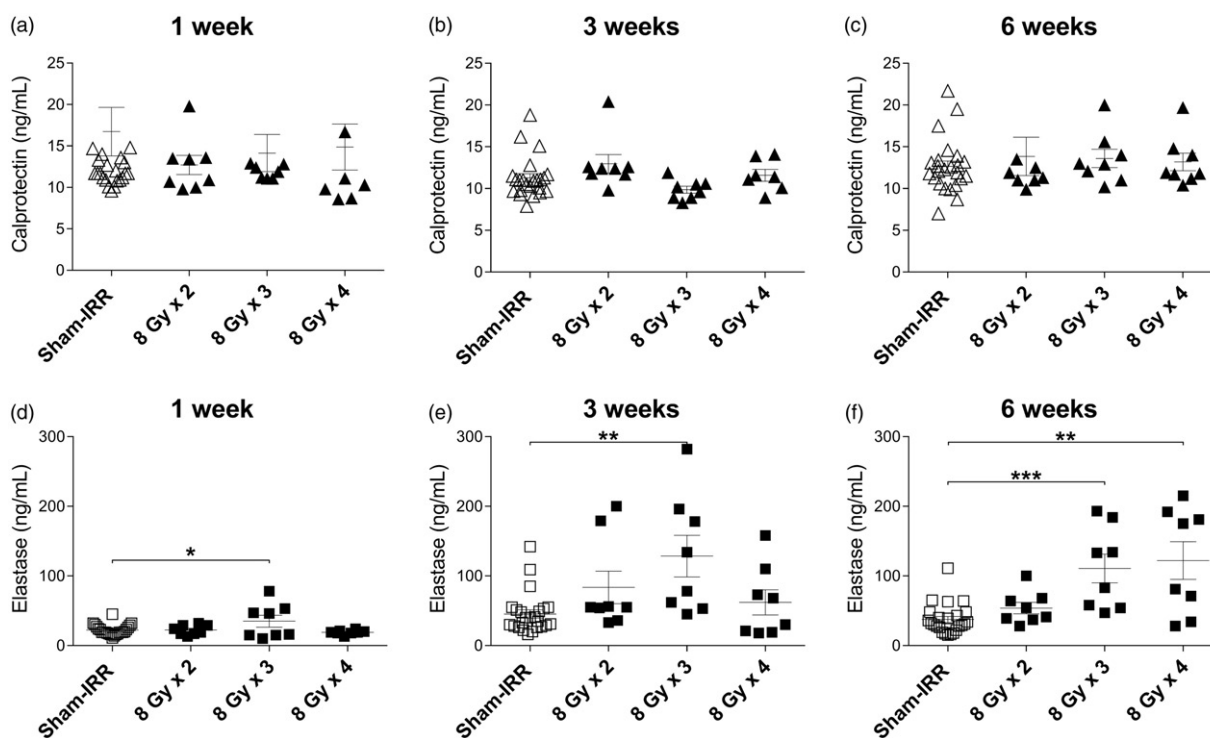 (a) 1 week
Calprotectin (ng/mL)
25
20
15
10
5
0
Sham-IRR
8 Gy x 2
8 Gy x 3
8 Gy x 4
(b) 3 weeks
Calprotectin (ng/mL)
25
20
15
10
5
0
Sham-IRR
8 Gy x 2
8 Gy x 3
8 Gy x 4
(c) 6 weeks
Calprotectin (ng/mL)
25
20
15
10
5
0
Sham-IRR
8 Gy x 2
8 Gy x 3
8 Gy x 4
(d) 1 week
Elastase (ng/mL)
300
200
100
0
*
Sham-IRR
8 Gy x 2
8 Gy x 3
8 Gy x 4
(e) 3 weeks
Elastase (ng/mL)
300
200
100
0
**
Sham-IRR
8 Gy x 2
8 Gy x 3
8 Gy x 4
(f) 6 weeks
Elastase (ng/mL)
300
200
100
0
**
***
Sham-IRR
8 Gy x 2
8 Gy x 3
8 Gy x 4